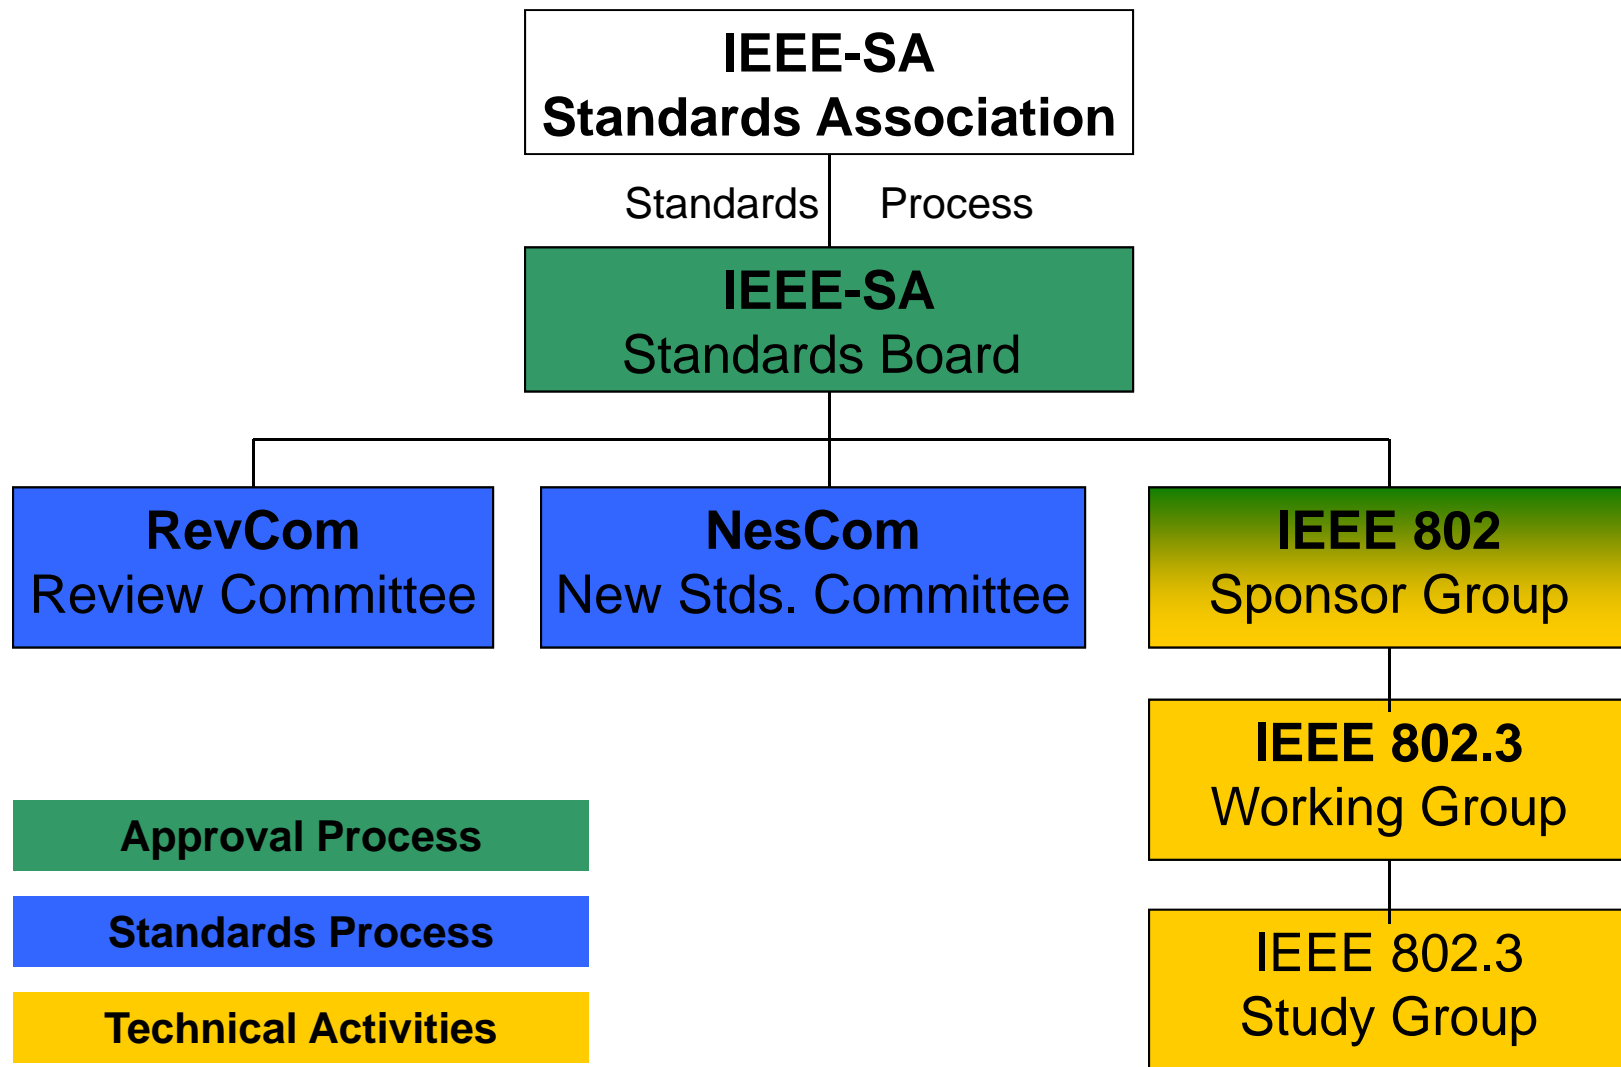 IEEE-SA
Standards Association
Standards Process
IEEE-SA
Standards Board
RevCom
Review Committee
NesCom
New Stds. Committee
IEEE 802
Sponsor Group
IEEE 802.3
Working Group
IEEE 802.3
Study Group
Approval Process
Standards Process
Technical Activities